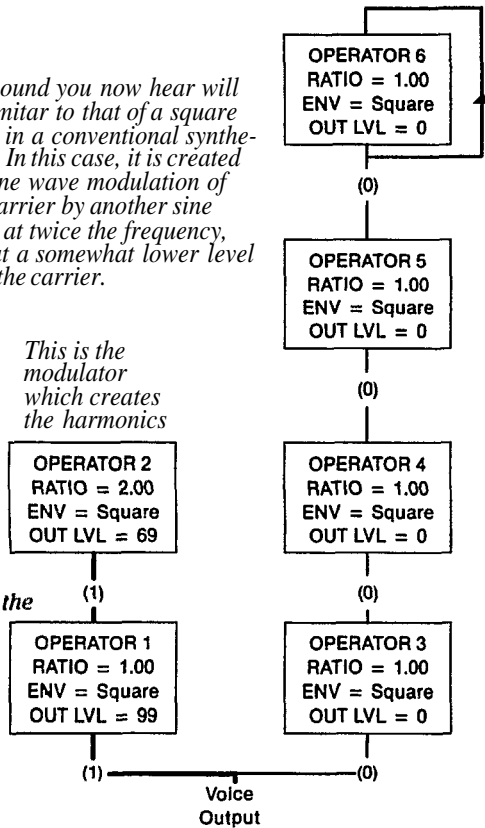 OPERATOR 6
RATIO = 1.00
ENV = Square
OUT LVL = 0
(0)
ound you now hear will
mitar to that of a square
in a conventional synthe-
In this case, it is created
ne wave modulation of
arrier by another sine
at twice the frequency,
at a somewhat lower level
the carrier.
OPERATOR 5
RATIO = 1.00
ENV = Square
OUT LVL = 0
(0)
This is the
modulator
which creates
the harmonics
OPERATOR 2
RATIO = 2.00
ENV = Square
OUT LVL = 69
(1)
OPERATOR 4
RATIO = 1.00
ENV = Square
OUT LVL = 0
(0)
the
OPERATOR 1
RATIO = 1.00
ENV = Square
OUT LVL = 99
(1)
OPERATOR 3
RATIO = 1.00
ENV = Square
OUT LVL = 0
(0)
Voice
Output